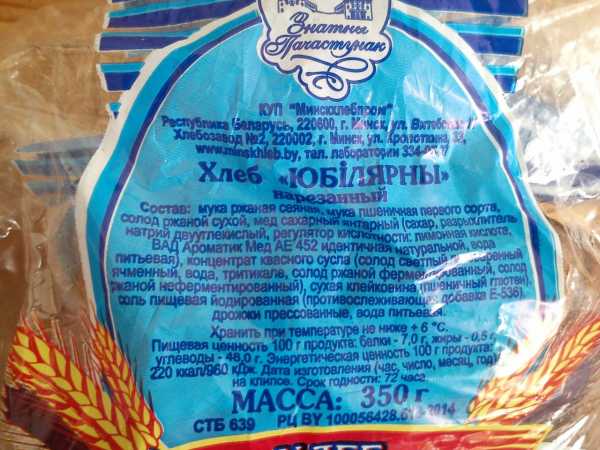 Знатны
Пачастунак
КУП "Минскхлебпром"
Республика Беларусь, 220600, г. Минск, ул.
Хлебозавод №2, 220002, г. Минск, ул. Кропоткина,
www.minskhleb.by, тел. лаборатории
Хлеб «ЮБІЛЯРНЫ»
нарезанный
Состав: мука ржаная сеяная, мука пшеничная первого сорта,
солод ржаной сухой, мед сахарный янтарный (сахар, разрыхлитель
натрий двууглекислый, регулятор кислотности: лимонная кислота,
ВАД Ароматик Мед АЕ 452 идентичная натуральной, вода
питьевая), концентрат квасного сусла (солод светлый
ячменный, вода, тритикале, солод ржаной ферментированный, солод
ржаной неферментированный), сухая клейковина (пшеничный глютен),
соль пищевая йодированная (противослеживающая добавка Е-536),
дрожжи прессованные, вода питьевая.
Хранить при температуре не ниже + 6 °С.
Пищевая ценность 100 г продукта: белки - 7,0 г, жиры - 0,5 г,
углеводы - 48,0 г. Энергетическая ценность 100 г продукта:
220 ккал/960 кДж. Дата изготовления (час, число, месяц, год)
на клипсе. Срок годности: 72 часа.
МАССА: 350 г
СТБ 639 РЦ BY 100056428.